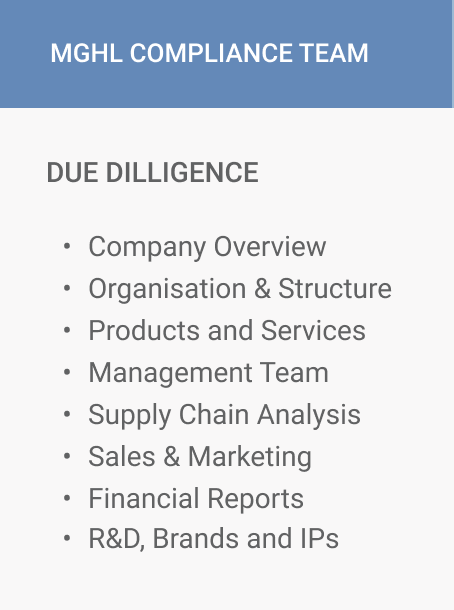 MGHL COMPLIANCE TEAM
DUE DILLIGENCE
• Company Overview
• Organisation & Structure
• Products and Services
• Management Team
• Supply Chain Analysis
• Sales & Marketing
• Financial Reports
• R&D, Brands and IPs